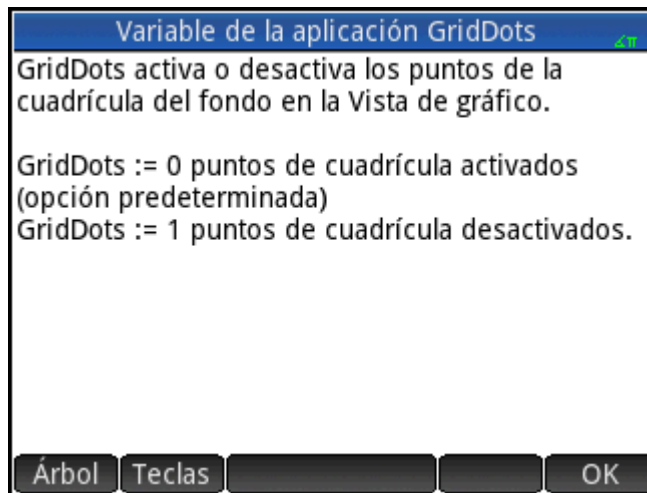 Variable de la aplicación GridDots
∠π
GridDots activa o desactiva los puntos de la
cuadrícula del fondo en la Vista de gráfico.
GridDots := 0 puntos de cuadrícula activados
(opción predeterminada)
GridDots := 1 puntos de cuadrícula desactivados.
Árbol Teclas OK